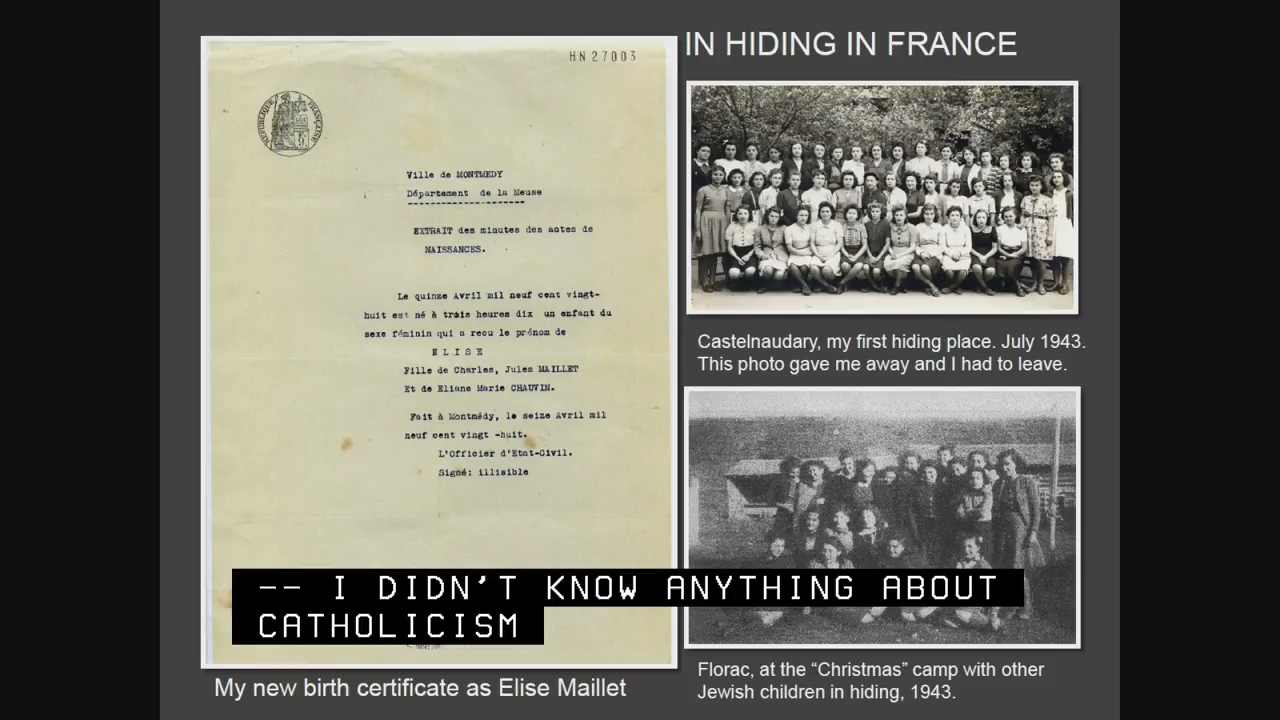 IN HIDING IN FRANCE
HN 27003
REPUBLIQUE FRANÇAISE
Ville de MONTMEDY
Département de la Meuse
EXTRAIT des minutes des actes de
NAISSANCES.
Le quinze Avril mil neuf cent vingt-
huit est né à trois heures dix un enfant du
sexe féminin qui a recu le prénom de
ELISE
Fille de Charles, Jules MAILLET
Et de Eliane Marie CHAUVIN.
Fait à Montmédy, le seize Avril mil
neuf cent vingt -huit.
L'Officier d'Etat-Civil.
Signé: illisible
My new birth certificate as Elise Maillet
Castelnaudary, my first hiding place. July 1943.
This photo gave me away and I had to leave.
Florac, at the “Christmas” camp with other
Jewish children in hiding, 1943.
-- I DIDN'T KNOW ANYTHING ABOUT
CATHOLICISM